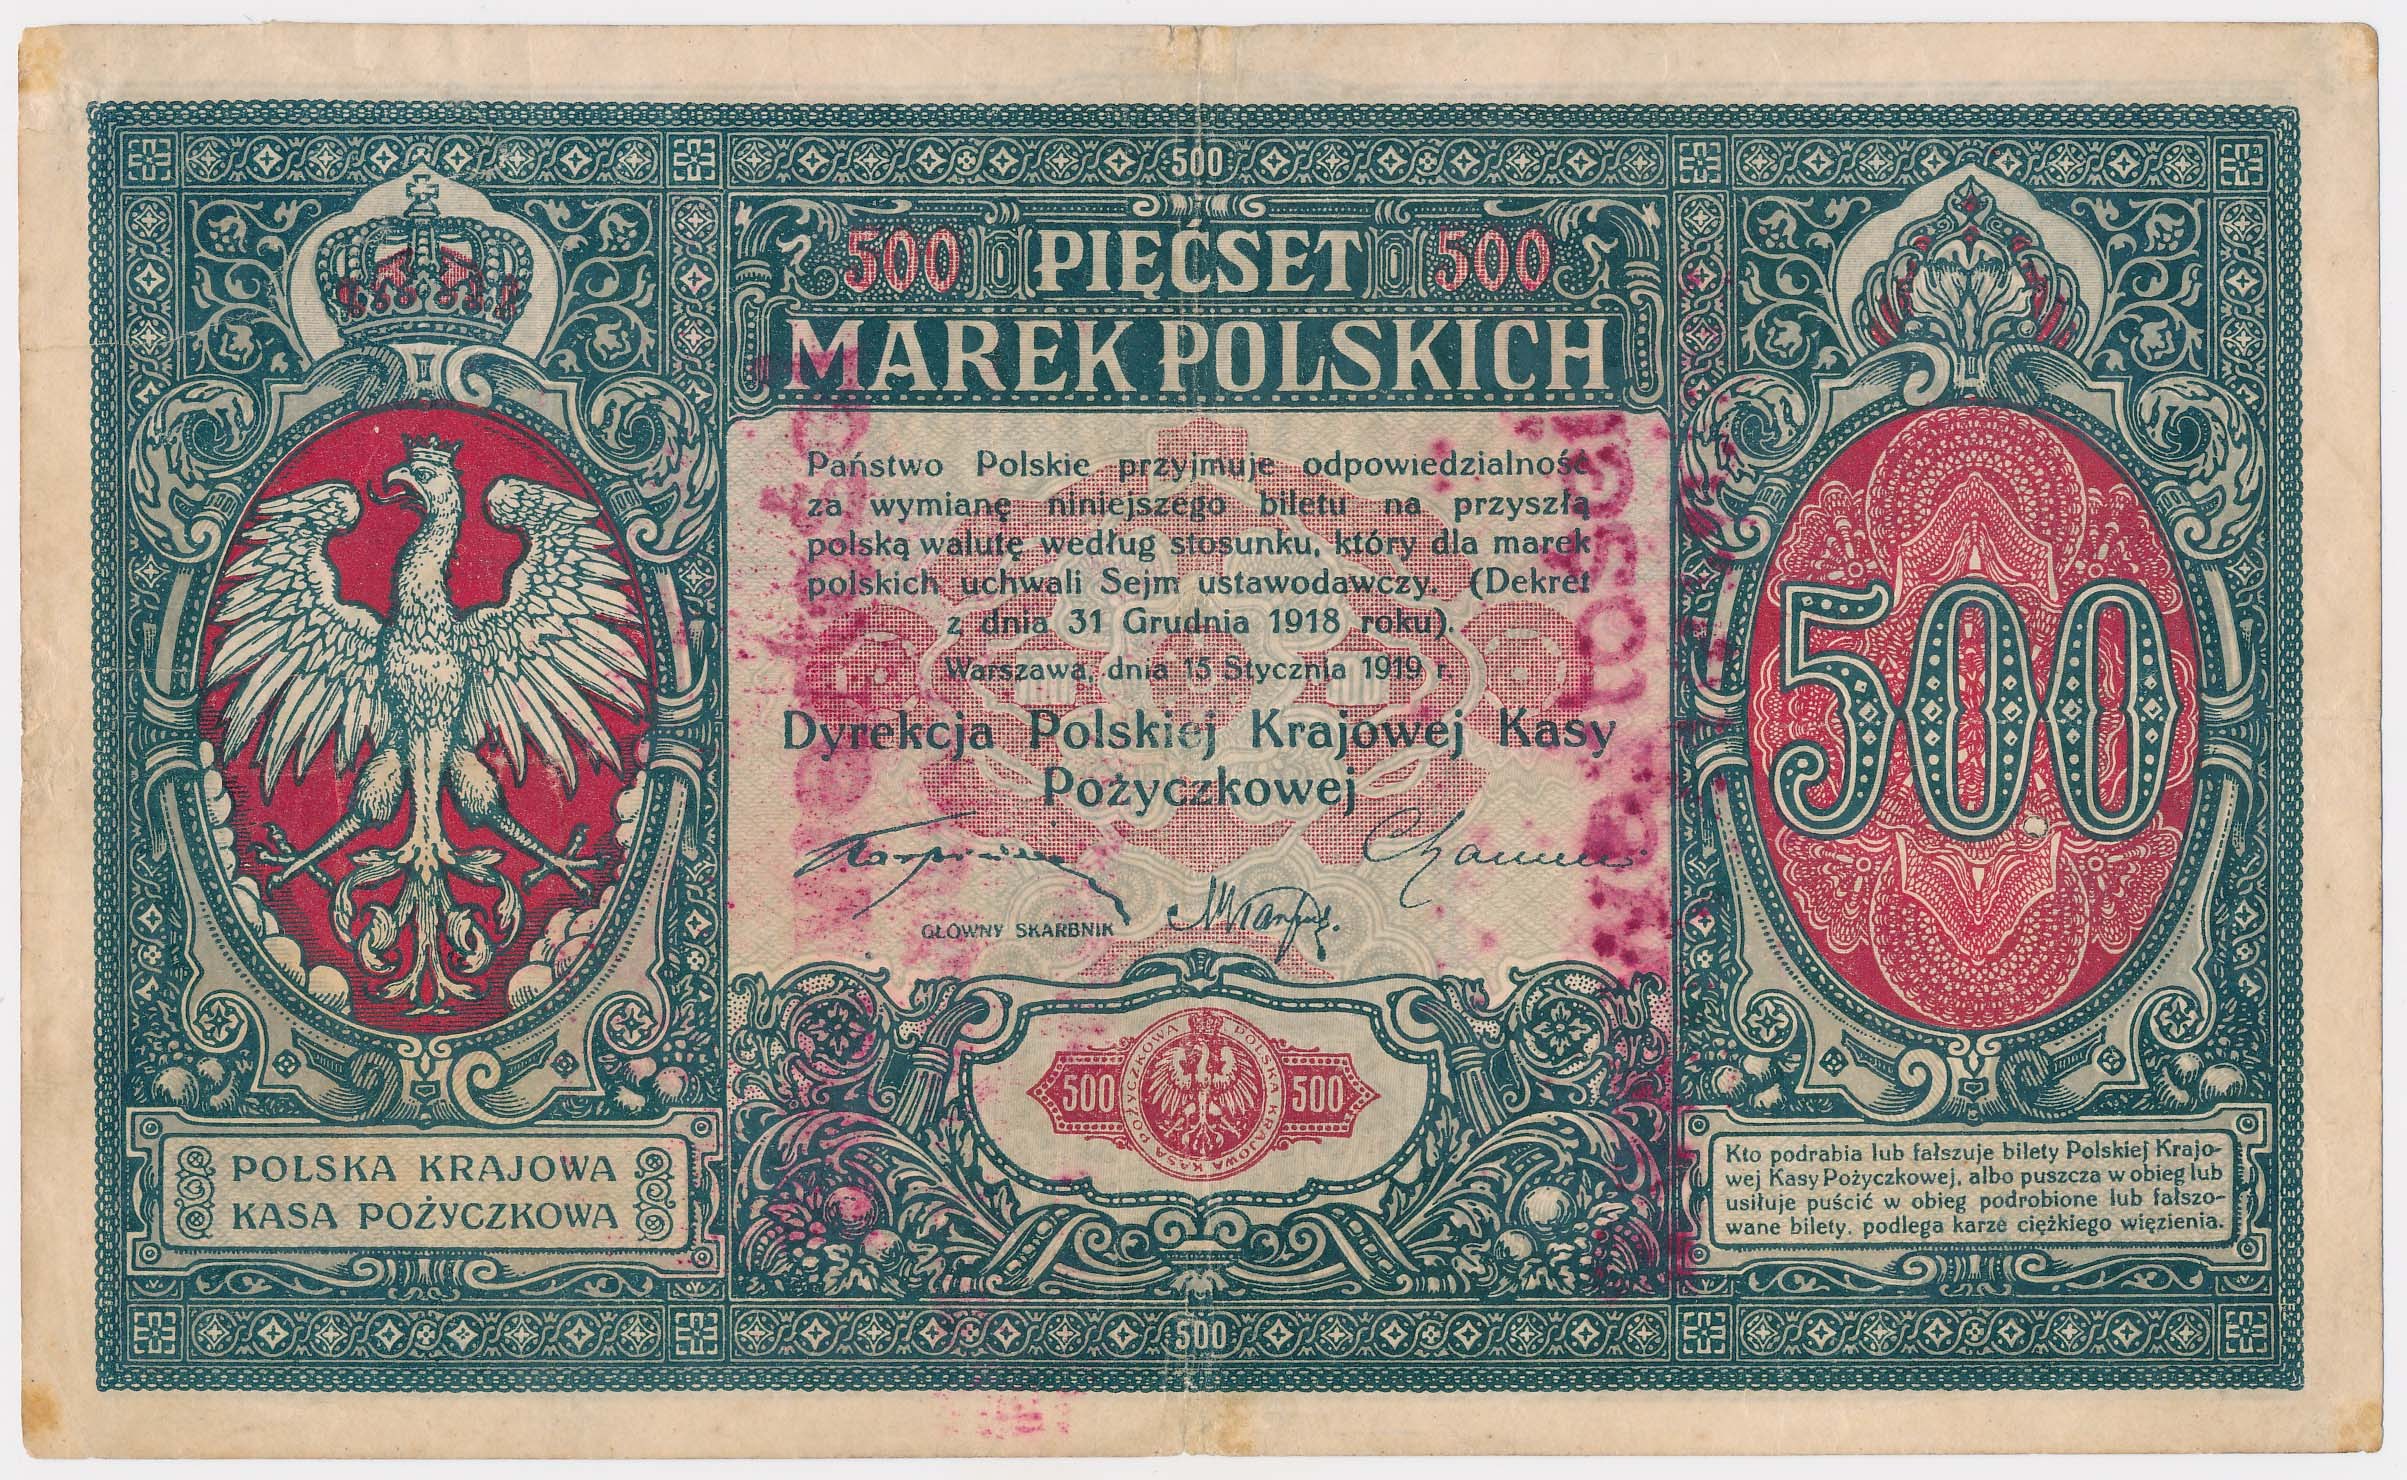 500
500 PIĘĆSET 500
MAREK POLSKICH
Państwo Polskie przyjmuje odpowiedzialność
za wymianę niniejszego biletu na przyszłą
polską walutę według stosunku, który dla marek
polskich uchwali Sejm ustawodawczy. (Dekret
z dnia 31 Grudnia 1918 roku).
Warszawa, dnia 15 Stycznia 1919 r.
Dyrekcja Polskiej Krajowej Kasy
Pożyczkowej
GŁÓWNY SKARBNIK
500
500 POLSKA KRAJOWA KASA POŻYCZKOWA 500
POLSKA KRAJOWA
KASA POŻYCZKOWA
Kto podrabia lub fałszuje bilety Polskiej Krajo-
wej Kasy Pożyczkowej, albo puszcza w obieg lub
usiłuje puścić w obieg podrobione lub fałszo-
wane bilety, podlega karze ciężkiego więzienia.
500